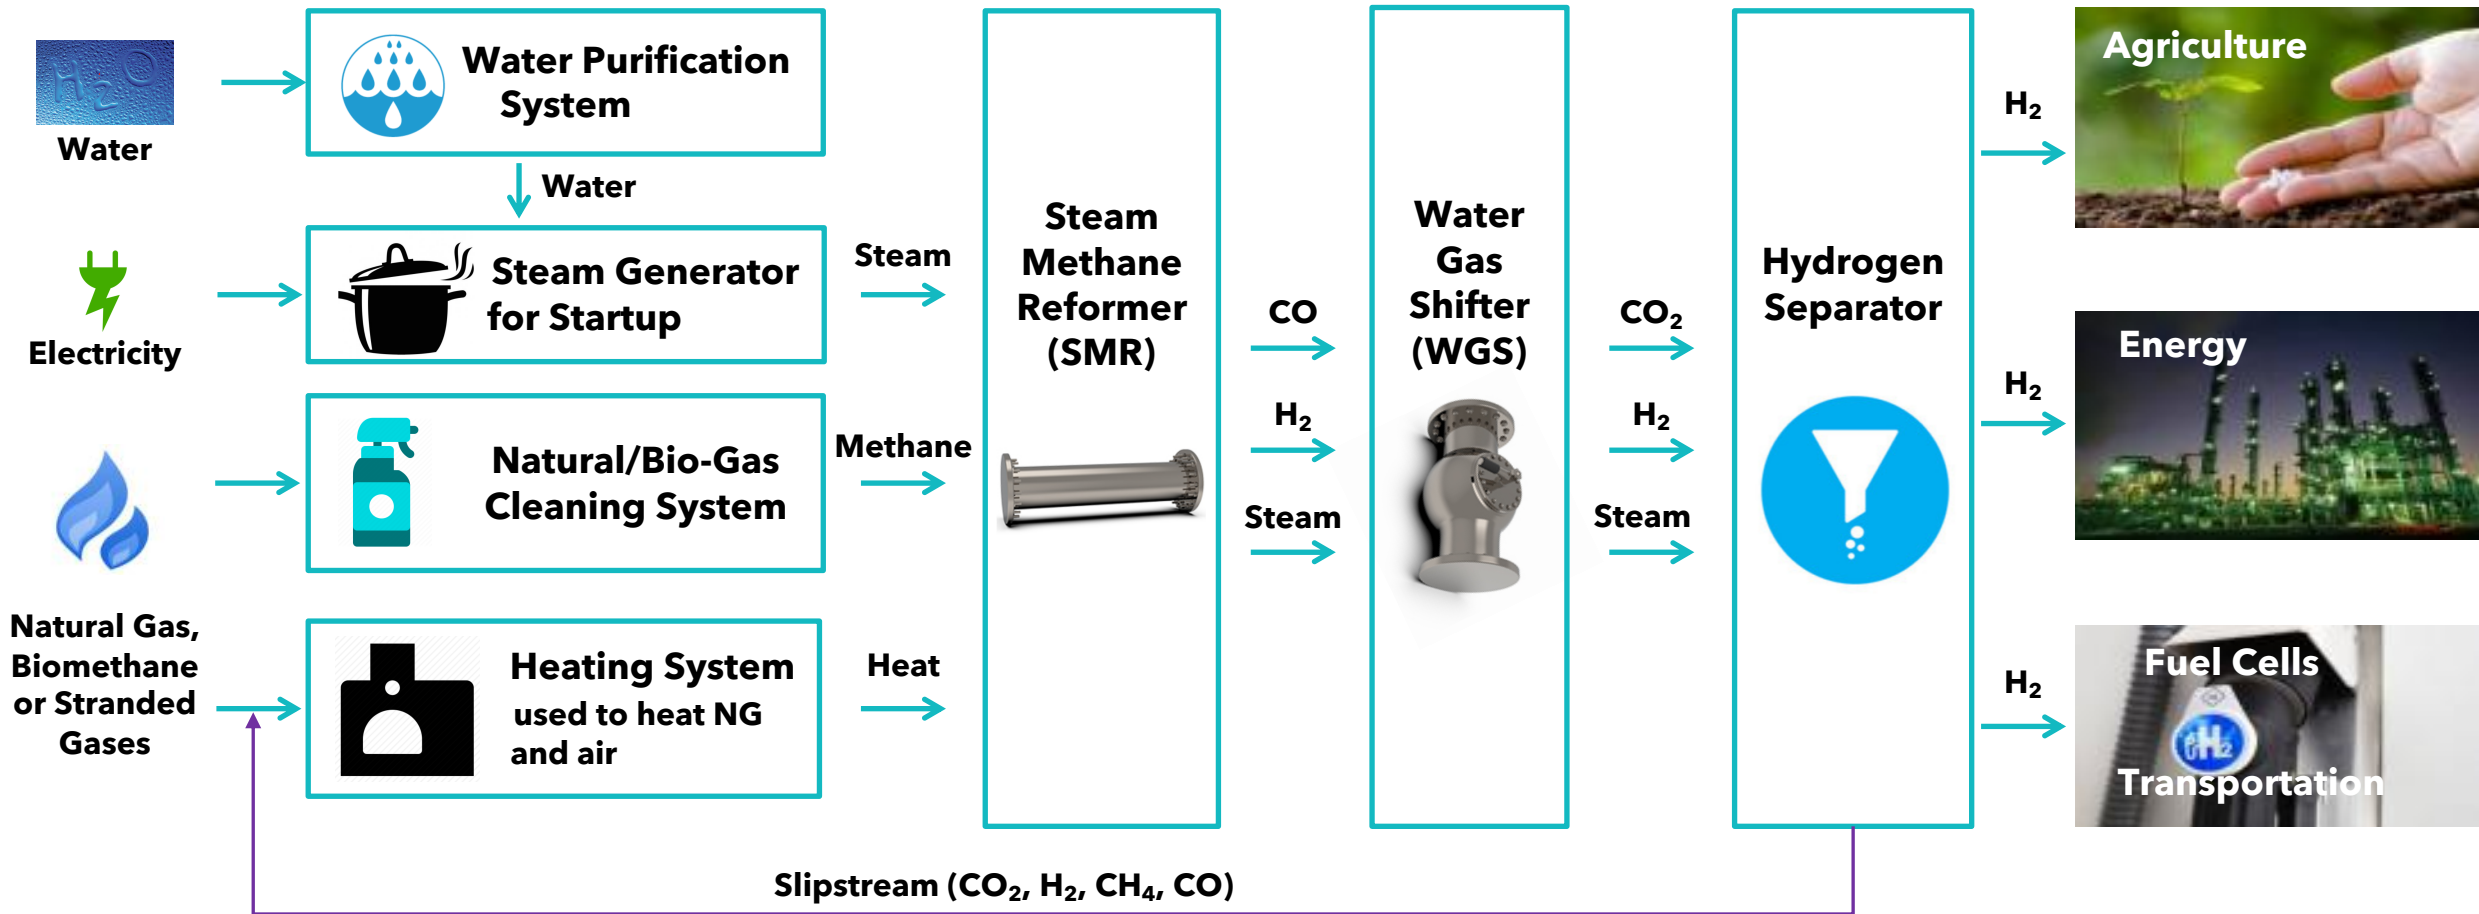 H2O
Water
Water Purification
System
Water
Electricity
Steam Generator
for Startup
Steam
Natural Gas,
Biomethane
or Stranded
Gases
Natural/Bio-Gas
Cleaning System
Methane
Heating System
used to heat NG
and air
Heat
Steam
Methane
Reformer
(SMR)
CO
H₂
Steam
Water
Gas
Shifter
(WGS)
CO₂
H₂
Steam
Hydrogen
Separator
H₂
Agriculture
H₂
Energy
H₂
Fuel Cells
H2
Transportation
Slipstream (CO₂, H₂, CH₄, CO)